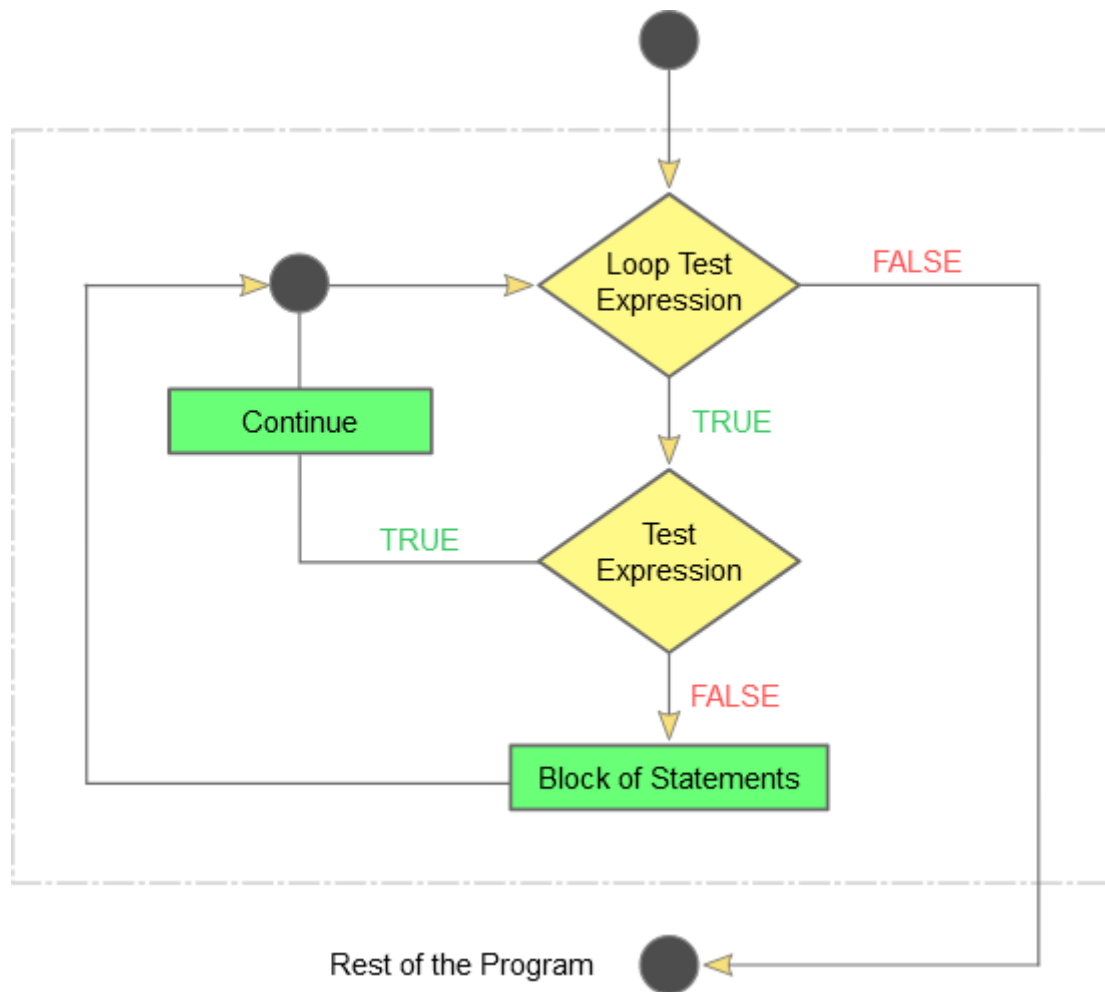 Loop Test
Expression
FALSE
Continue
TRUE
TRUE
Test
Expression
FALSE
Block of Statements
Rest of the Program